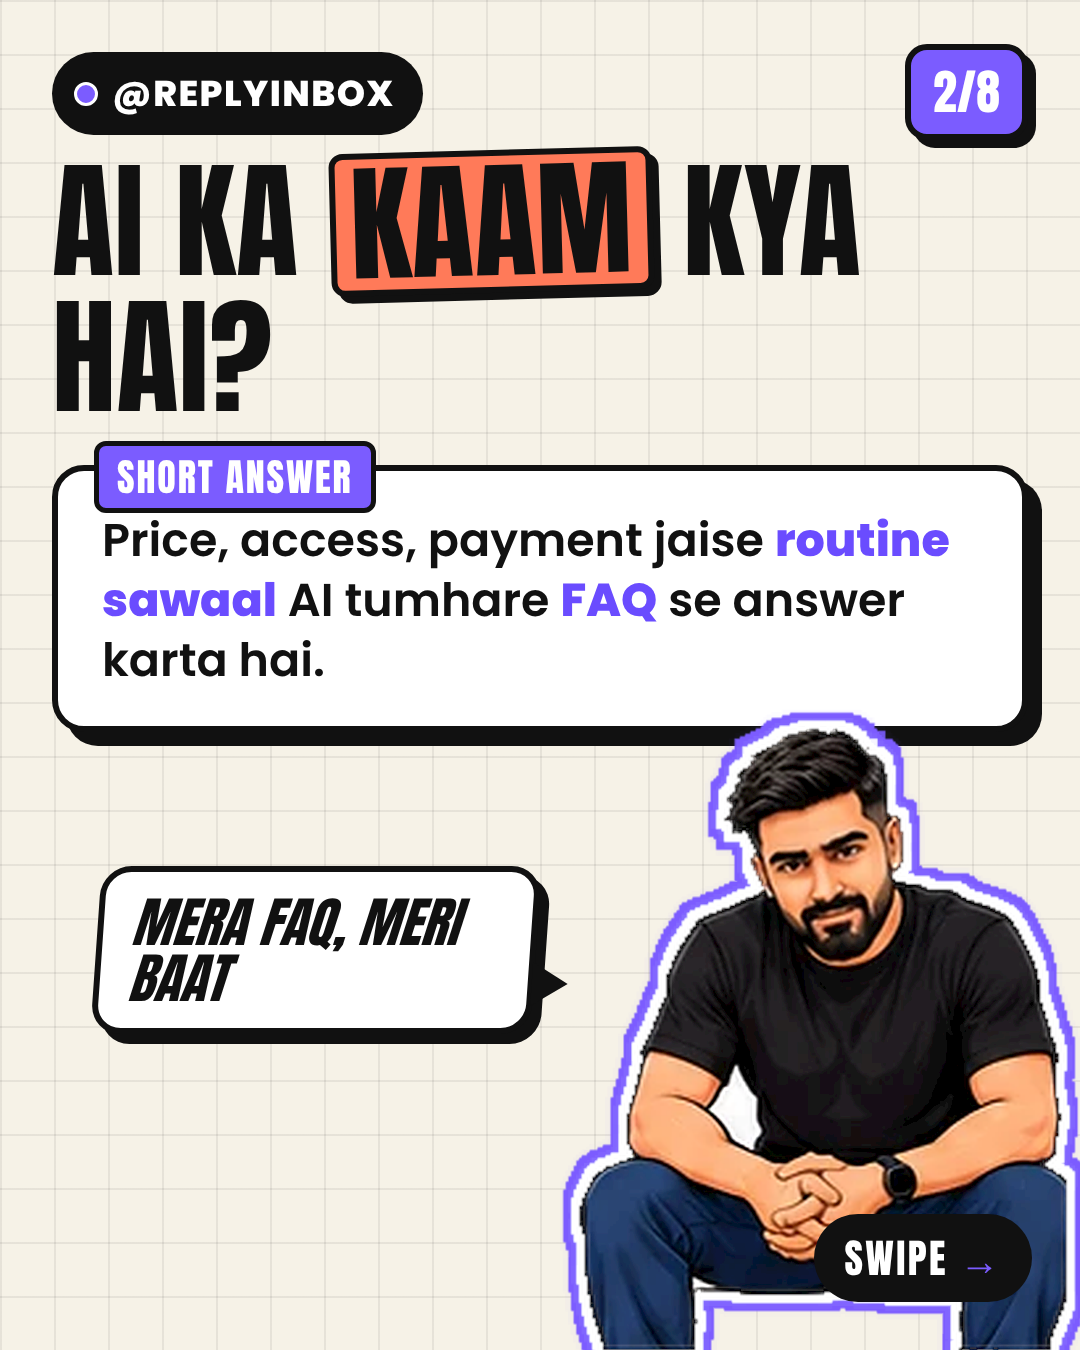 @REPLYINBOX
2/8
AI KA KAAM KYA
HAI?
SHORT ANSWER
Price, access, payment jaise routine
sawaal AI tumhare FAQ se answer
karta hai.
MERA FAQ, MERI
BAAT
SWIPE →